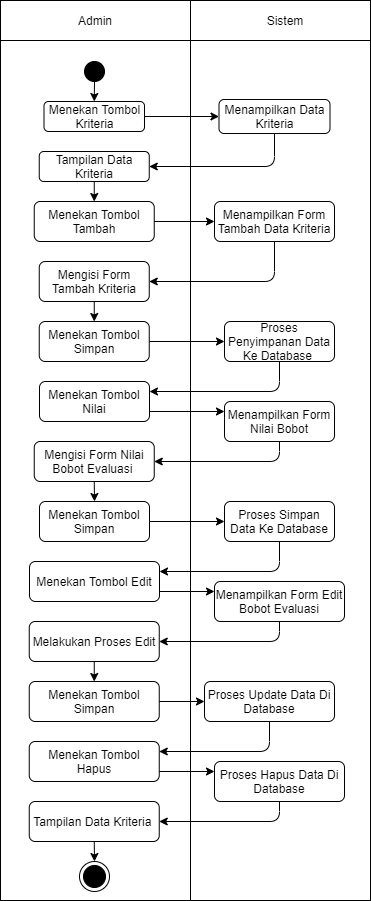 Admin
Sistem
Menekan Tombol
Kriteria
Menampilkan Data
Kriteria
Tampilan Data
Kriteria
Menekan Tombol
Tambah
Menampilkan Form
Tambah Data Kriteria
Mengisi Form
Tambah Kriteria
Menekan Tombol
Simpan
Proses
Penyimpanan Data
Ke Database
Menekan Tombol
Nilai
Menampilkan Form
Nilai Bobot
Mengisi Form Nilai
Bobot Evaluasi
Menekan Tombol
Simpan
Proses Simpan
Data Ke Database
Menekan Tombol Edit
Menampilkan Form Edit
Bobot Evaluasi
Melakukan Proses Edit
Menekan Tombol
Simpan
Proses Update Data Di
Database
Menekan Tombol
Hapus
Proses Hapus Data Di
Database
Tampilan Data Kriteria